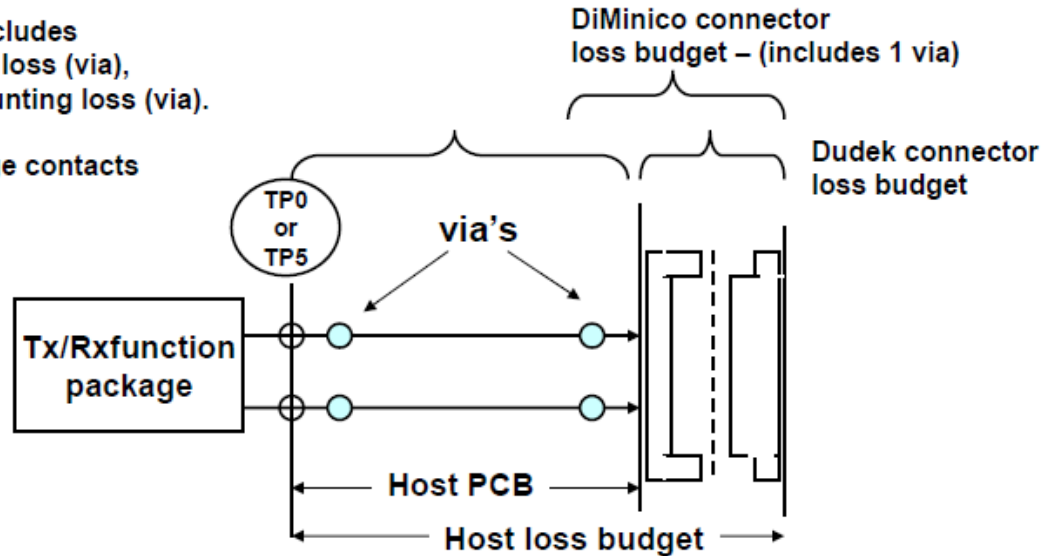 cludes
loss (via),
unting loss (via).
e contacts
DiMinico connector
loss budget – (includes 1 via)
Dudek connector
loss budget
TP0
or
TP5
via's
Tx/Rxfunction
package
Host PCB
Host loss budget